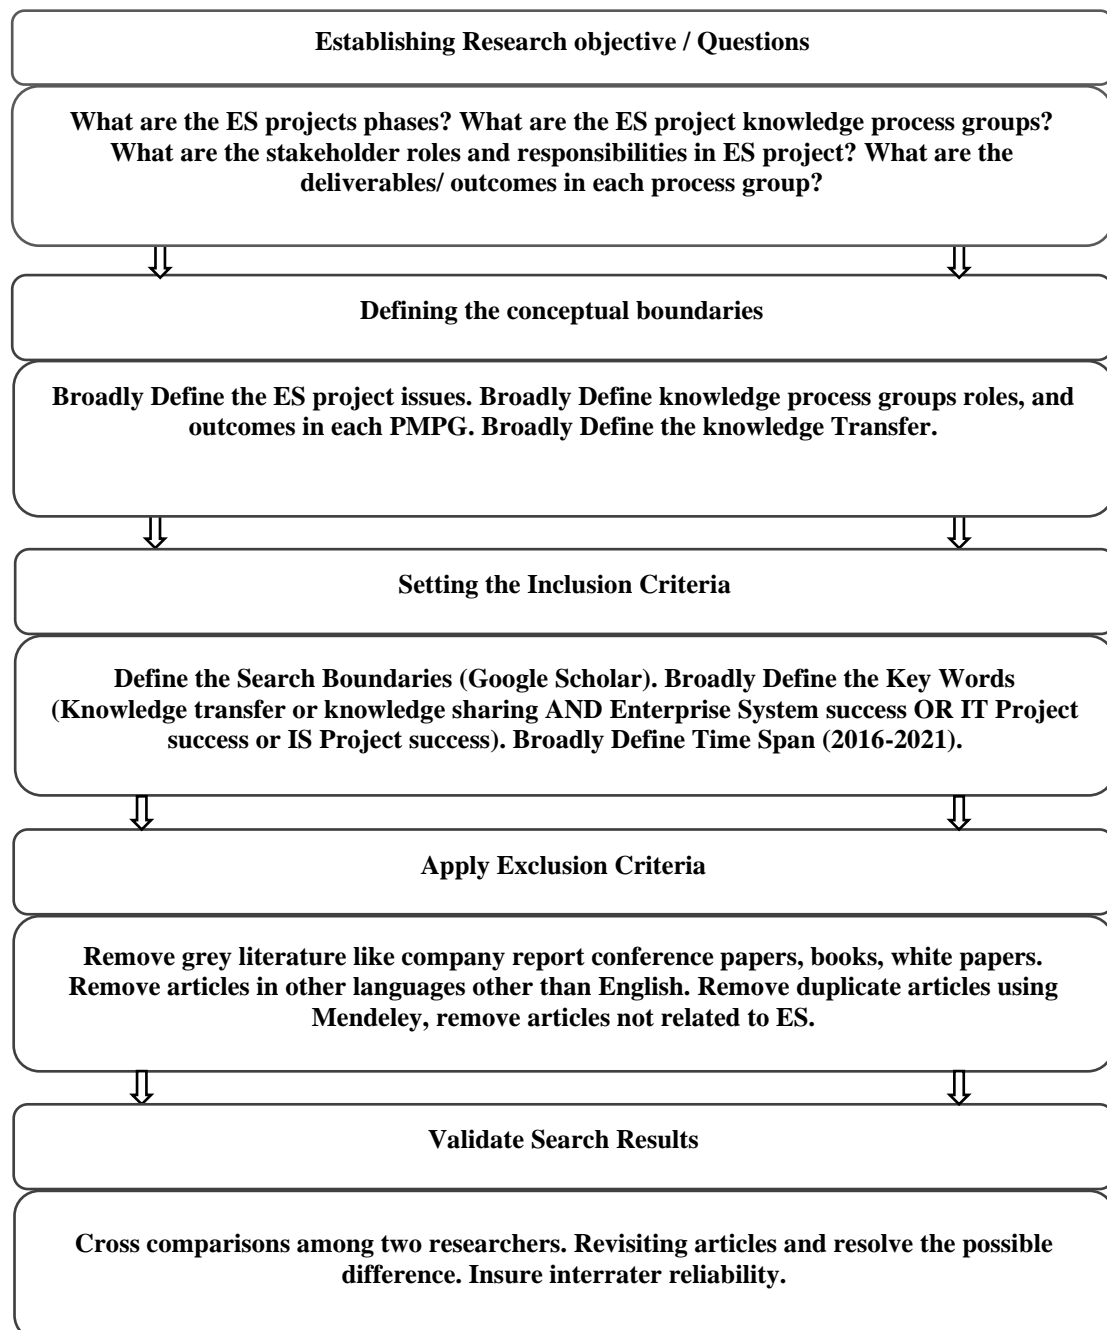 Establishing Research objective / Questions
What are the ES projects phases? What are the ES project knowledge process groups?
What are the stakeholder roles and responsibilities in ES project? What are the
deliverables/ outcomes in each process group?
Defining the conceptual boundaries
Broadly Define the ES project issues. Broadly Define knowledge process groups roles, and
outcomes in each PMPG. Broadly Define the knowledge Transfer.
Setting the Inclusion Criteria
Define the Search Boundaries (Google Scholar). Broadly Define the Key Words
(Knowledge transfer or knowledge sharing AND Enterprise System success OR IT Project
success or IS Project success). Broadly Define Time Span (2016-2021).
Apply Exclusion Criteria
Remove grey literature like company report conference papers, books, white papers.
Remove articles in other languages other than English. Remove duplicate articles using
Mendeley, remove articles not related to ES.
Validate Search Results
Cross comparisons among two researchers. Revisiting articles and resolve the possible
difference. Insure interrater reliability.